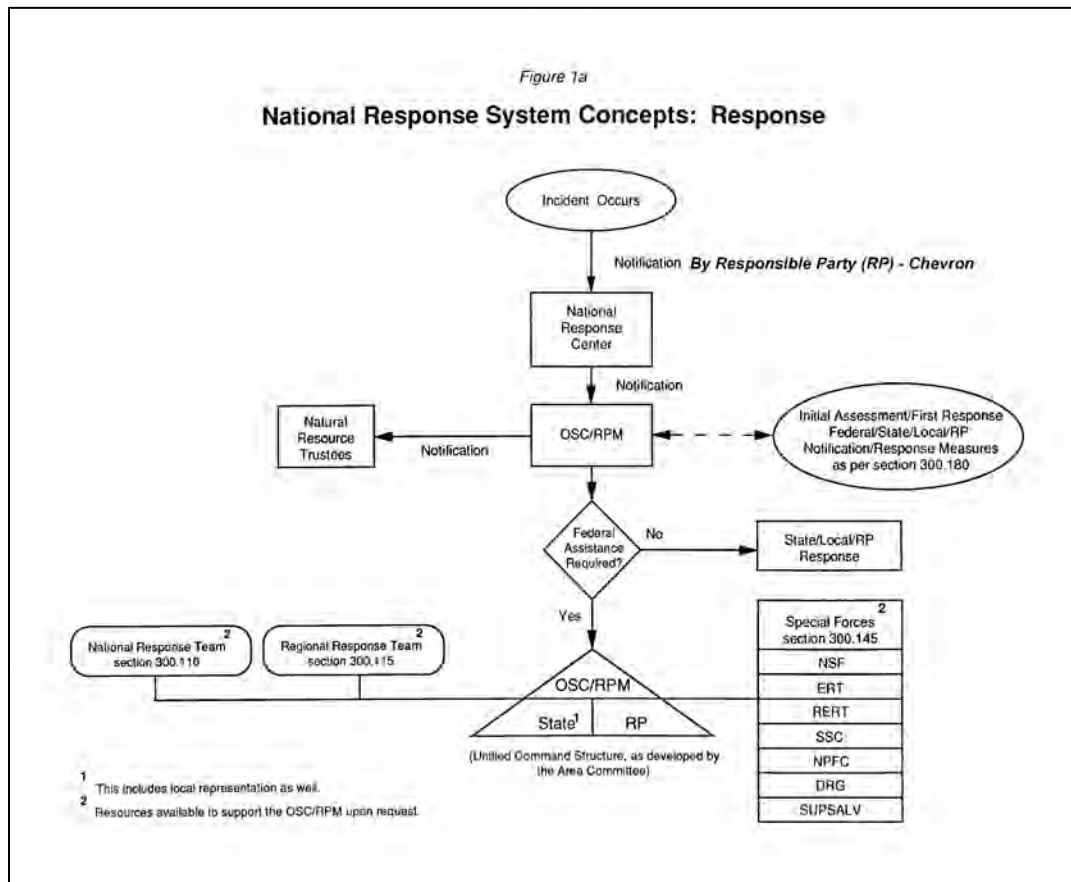 Figure 1a
National Response System Concepts: Response
Incident Occurs
Notification By Responsible Party (RP) - Chevron
National
Response
Center
Notification
Natural
Resource
Trustees
Notification
OSC/RPM
Initial Assessment/First Response
Federal/State/Local/RP
Notification/Response Measures
as per section 300.180
Federal
Assistance
Required?
No
State/Local/RP
Response
Yes
National Response Team 2
section 300.110
Regional Response Team 2
section 300.115
OSC/RPM
State1 RP
(Unified Command Structure, as developed by
the Area Committee)
Special Forces 2
section 300.145
NSF
ERT
RERT
SSC
NPFC
DRG
SUPSALV
1 This includes local representation as well.
2 Resources available to support the OSC/RPM upon request.